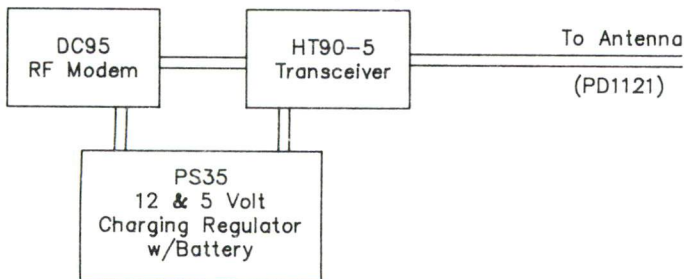 DC95
RF Modem
HT90-5
Transceiver
To Antenna
(PD1121)
PS35
12 & 5 Volt
Charging Regulator
w/Battery